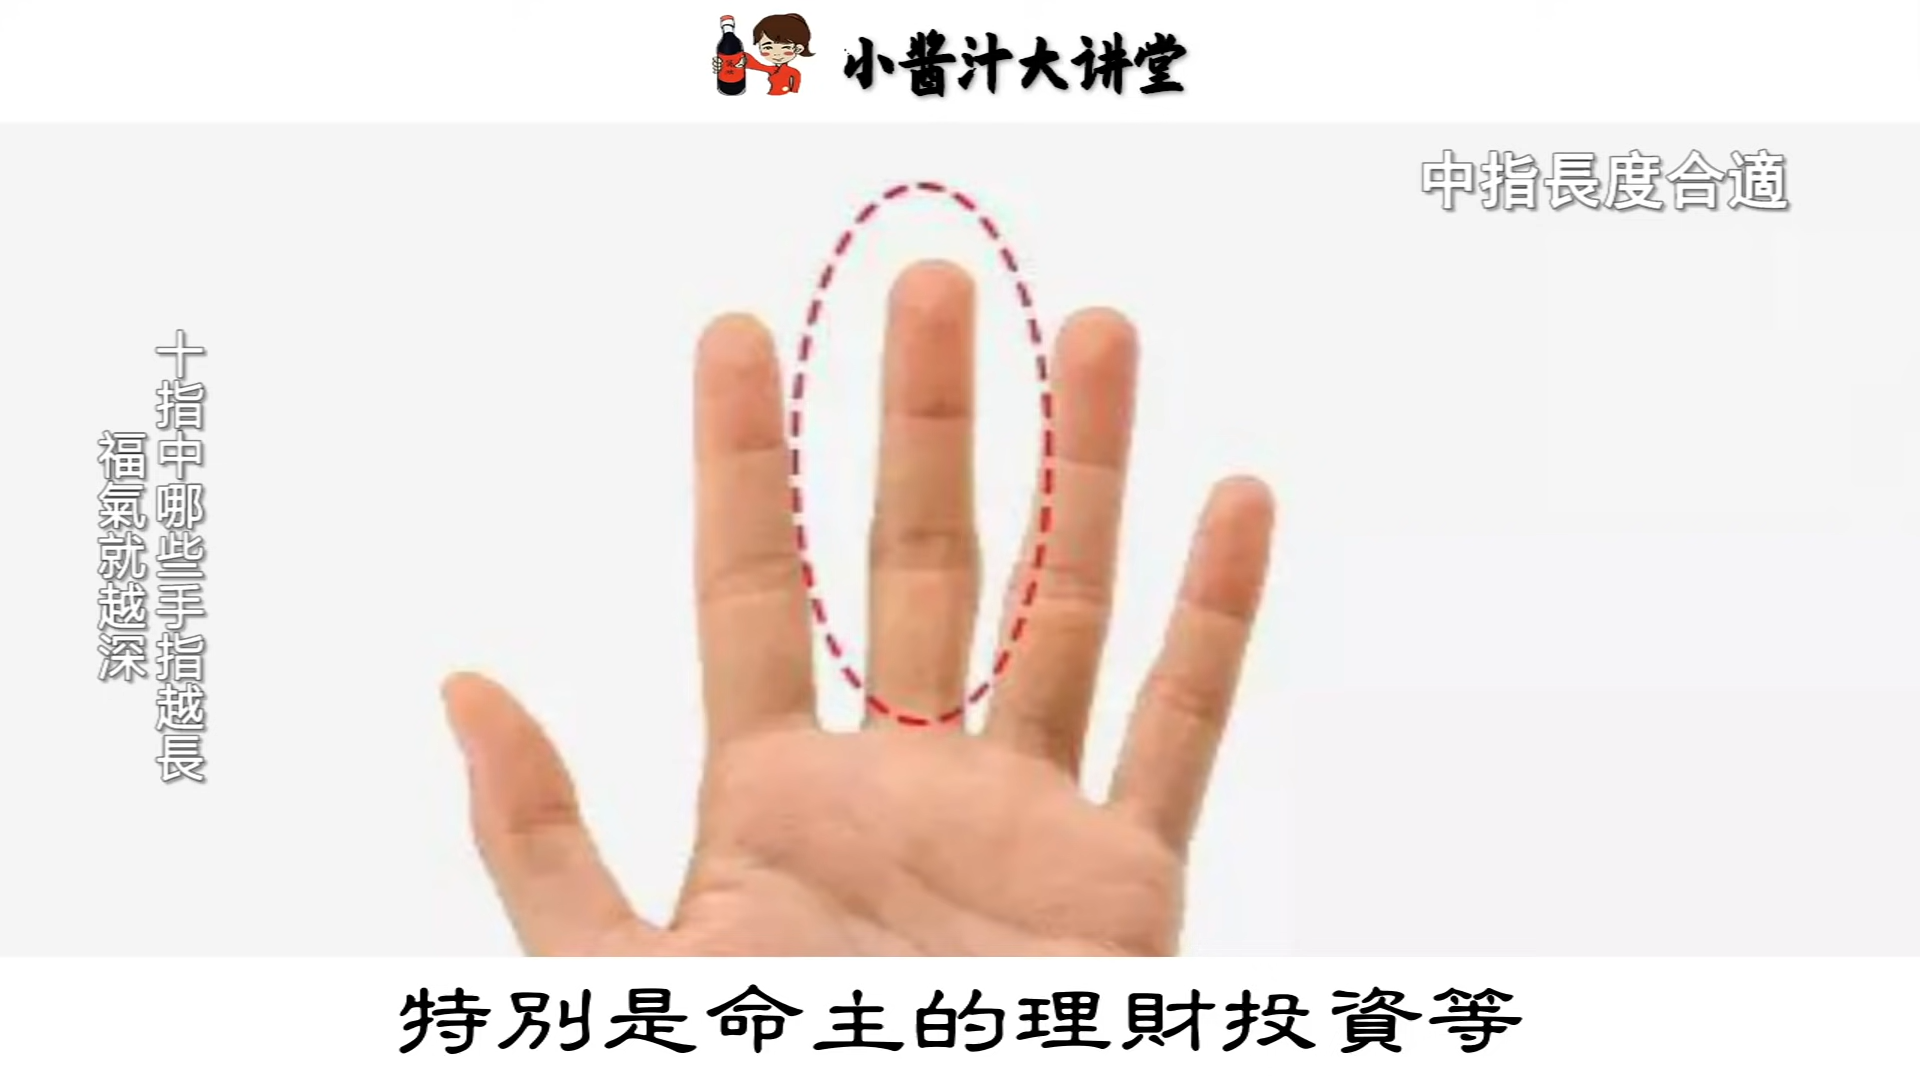 小酱汁大讲堂
中指長度合適
十指中哪些手指越長
福氣就越深
特別是命主的理財投資等